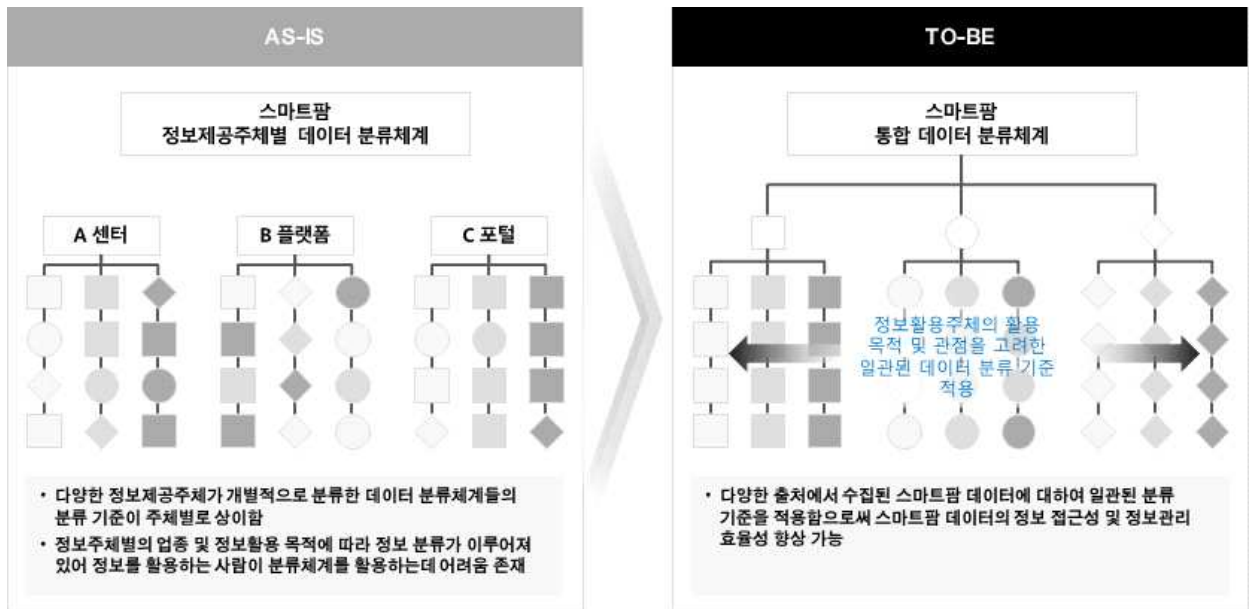 AS-IS
스마트팜
정보제공주체별 데이터 분류체계
A 센터
B 플랫폼
C 포털
• 다양한 정보제공주체가 개별적으로 분류한 데이터 분류체계들의
분류 기준이 주체별로 상이함
• 정보주체별의 업종 및 정보활용 목적에 따라 정보 분류가 이루어져
있어 정보를 활용하는 사람이 분류체계를 활용하는데 어려움 존재
TO-BE
스마트팜
통합 데이터 분류체계
정보활용주체의 활용
목적 및 관점을 고려한
일관된 데이터 분류 기준
적용
• 다양한 출처에서 수집된 스마트팜 데이터에 대하여 일관된 분류
기준을 적용함으로써 스마트팜 데이터의 정보 접근성 및 정보관리
효율성 향상 가능